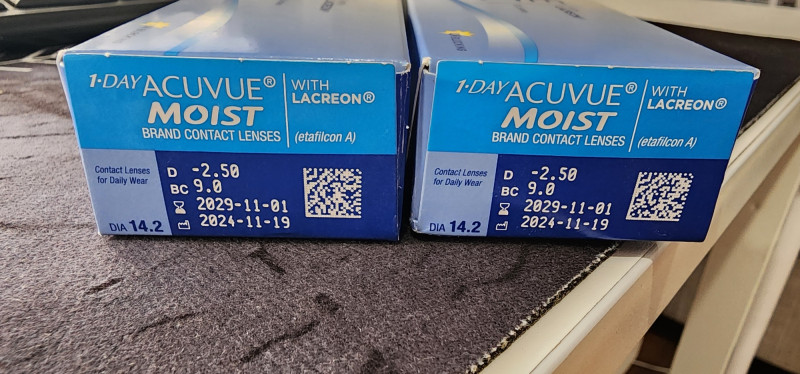 1·DAY ACUVUE® MOIST
WITH LACREON®
BRAND CONTACT LENSES
(etafilcon A)
Contact Lenses
for Daily Wear
DIA 14.2
D -2.50
BC 9.0
2029-11-01
2024-11-19
1·DAY ACUVUE® MOIST
WITH LACREON®
BRAND CONTACT LENSES
(etafilcon A)
Contact Lenses
for Daily Wear
DIA 14.2
D -2.50
BC 9.0
2029-11-01
2024-11-19